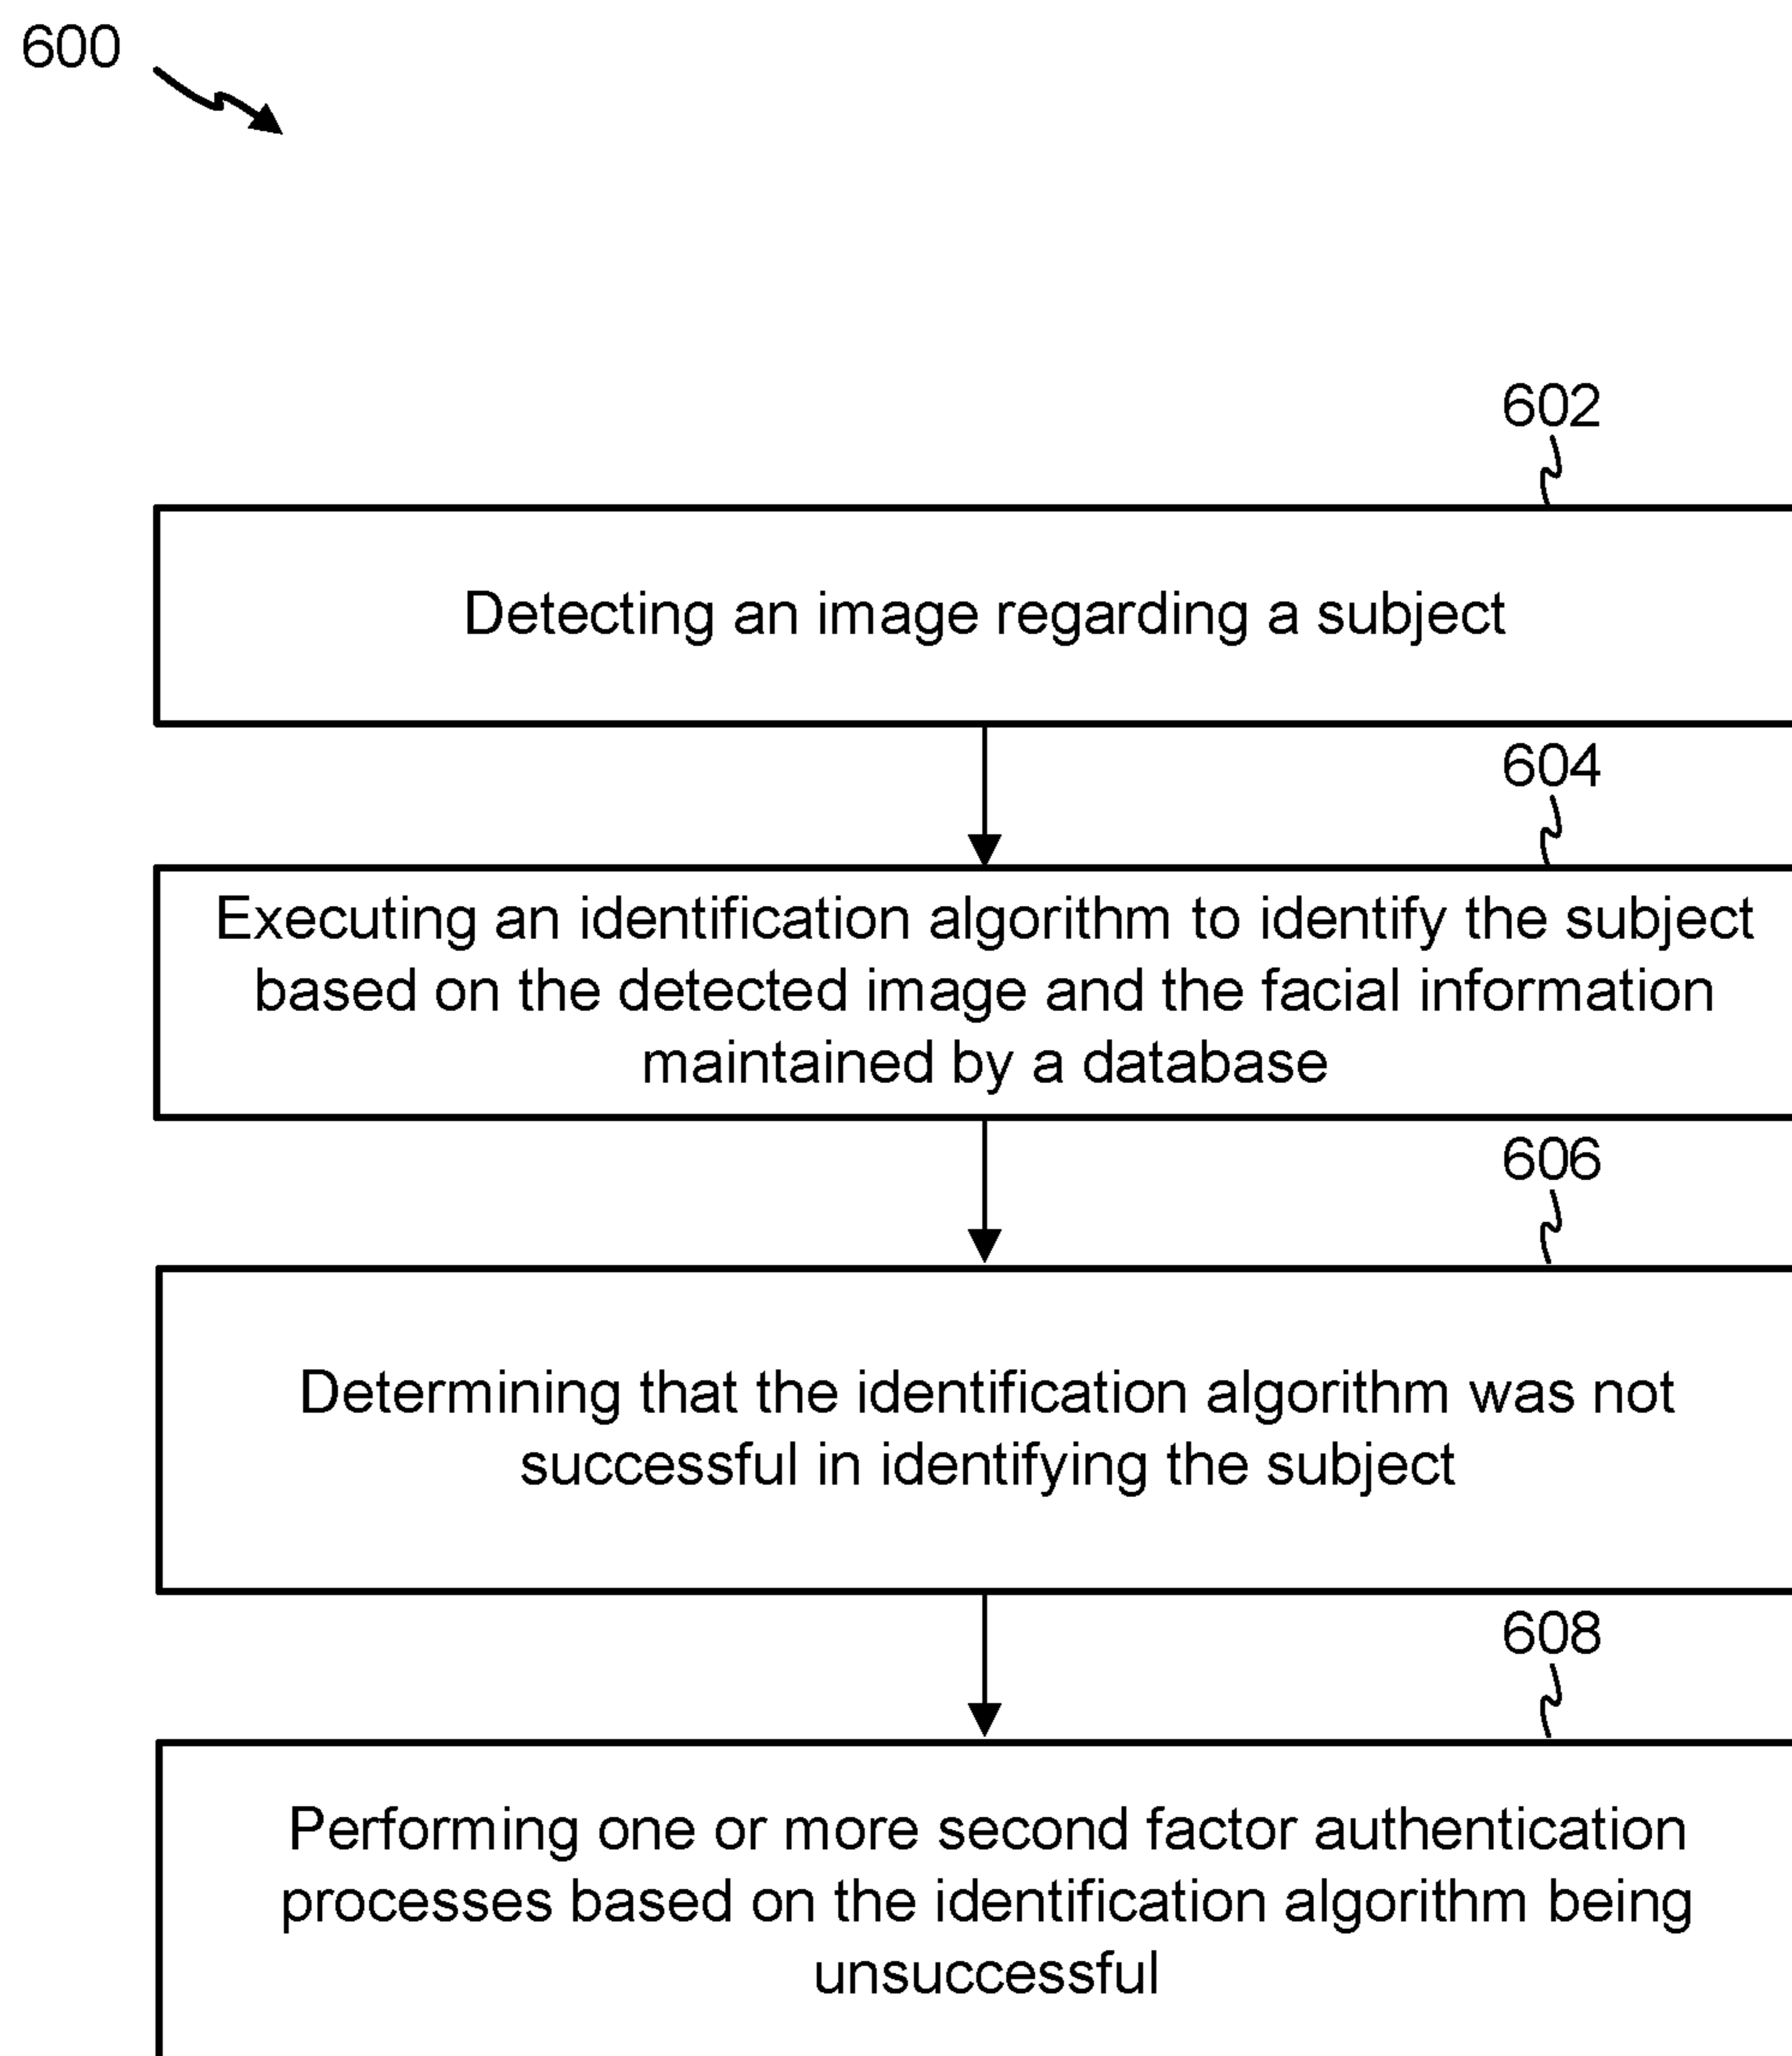 600
602
Detecting an image regarding a subject
604
Executing an identification algorithm to identify the subject
based on the detected image and the facial information
maintained by a database
606
Determining that the identification algorithm was not
successful in identifying the subject
608
Performing one or more second factor authentication
processes based on the identification algorithm being
unsuccessful